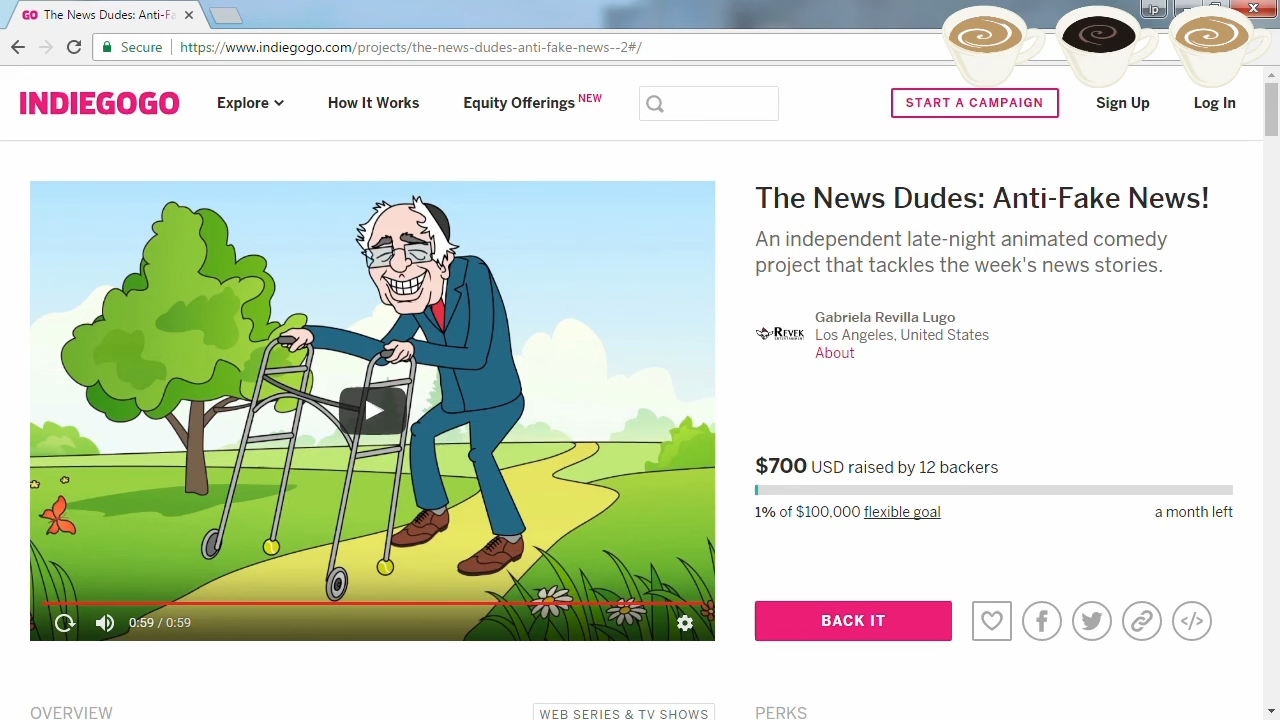 GO The News Dudes: Anti-Fa
lp
Secure https://www.indiegogo.com/projects/the-news-dudes-anti-fake-news--2#/
INDIEGOGO Explore How It Works Equity Offerings NEW START A CAMPAIGN Sign Up Log In
The News Dudes: Anti-Fake News!
An independent late-night animated comedy
project that tackles the week's news stories.
REVEK
ENTERTAINMENT
Gabriela Revilla Lugo
Los Angeles, United States
About
$700 USD raised by 12 backers
1% of $100,000 flexible goal a month left
0:59 / 0:59
BACK IT
OVERVIEW WEB SERIES & TV SHOWS PERKS